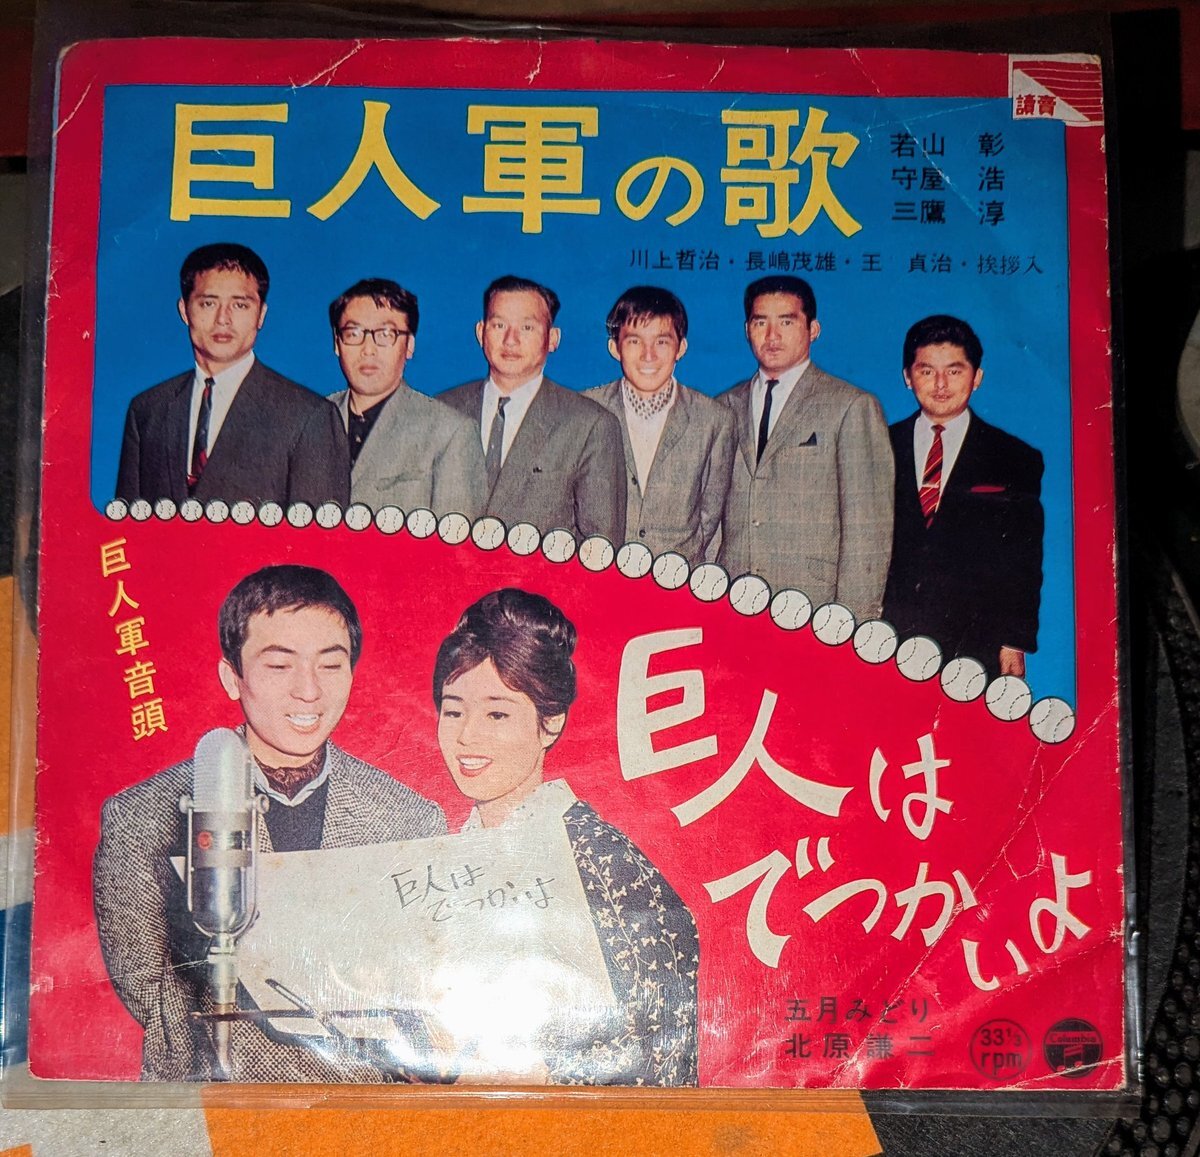 巨人軍の歌
讀賣
若山 彰
守屋 浩
三鷹 淳
川上哲治・長嶋茂雄・王 貞治・挨拶入
巨人軍音頭
巨人は
でっかいよ
巨人は
でっかいよ
五月みどり
北原謙二
33⅓
rpm
Columbia